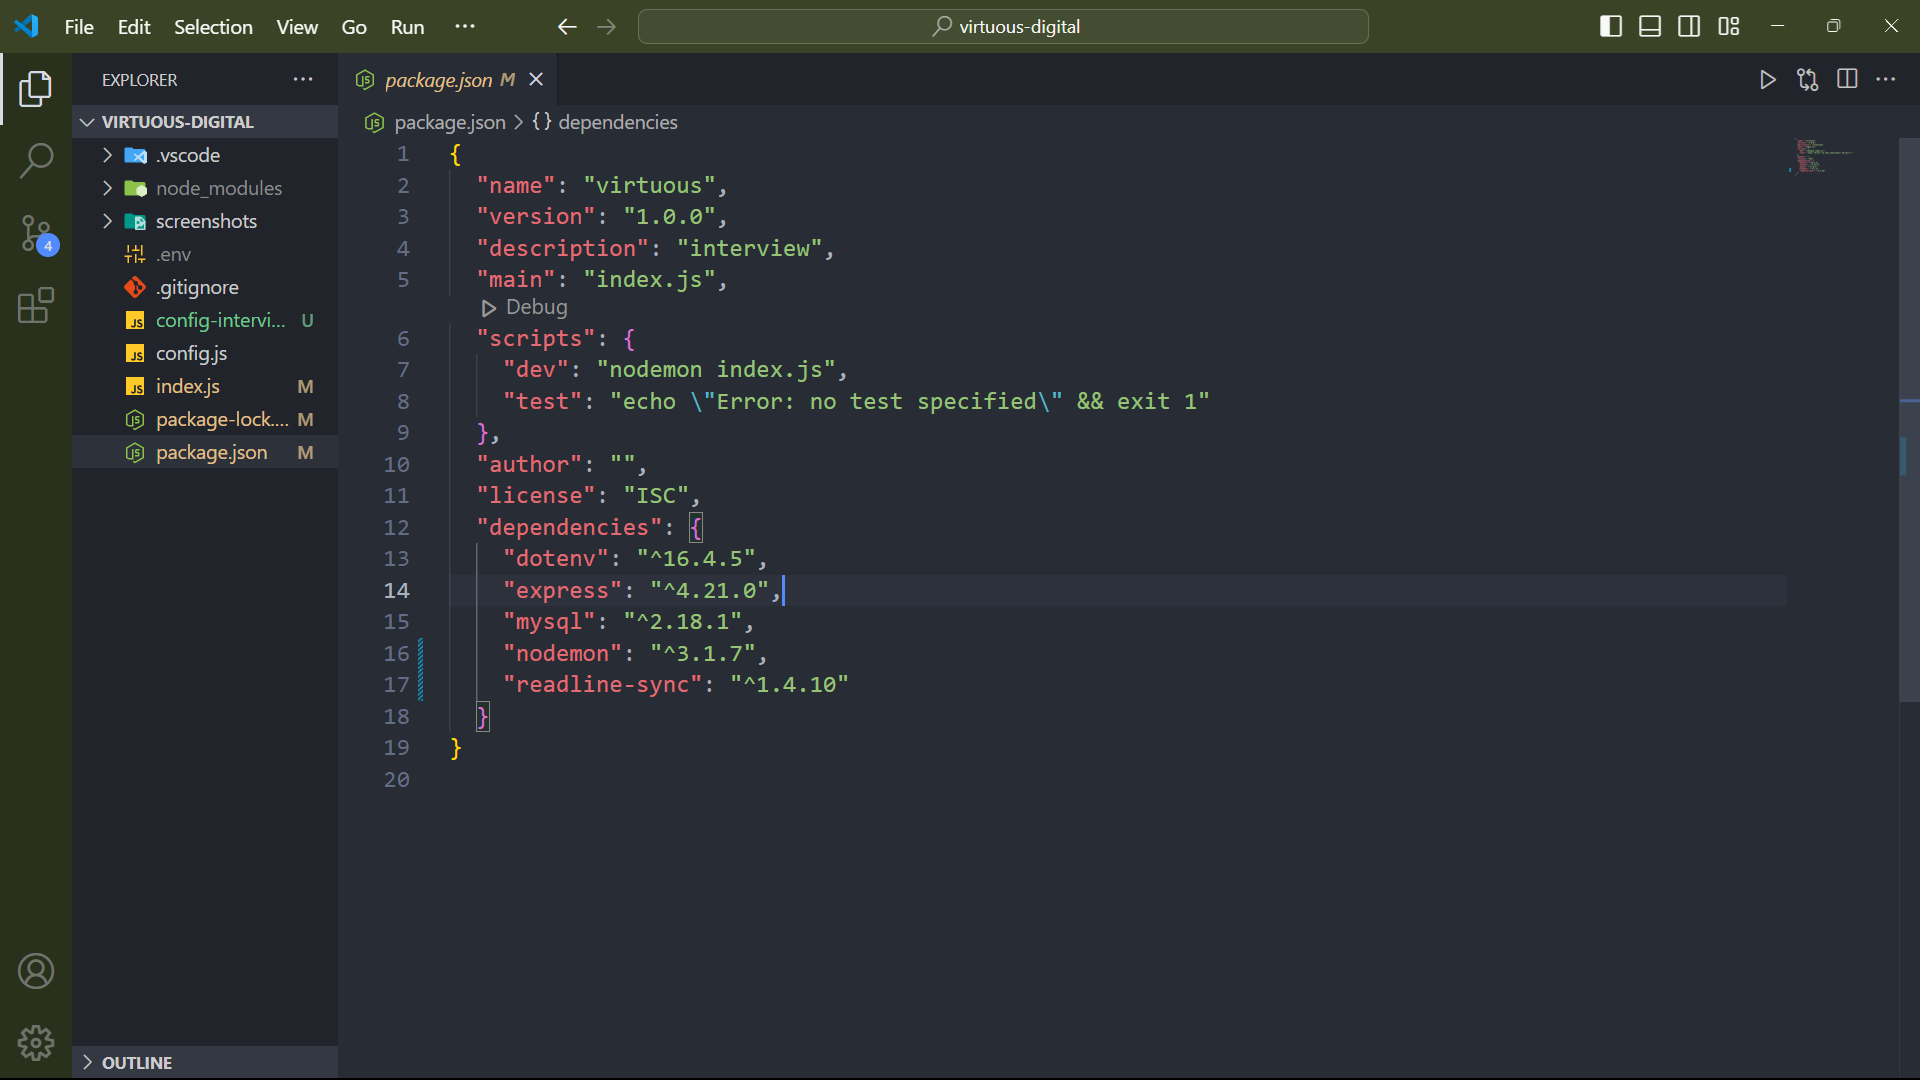 File Edit Selection View Go Run ··· virtuous-digital
EXPLORER ···
VIRTUOUS-DIGITAL
.vscode
node_modules
screenshots
.env
.gitignore
config-intervi... U
config.js
index.js M
package-lock.... M
package.json M
4
OUTLINE
package.json M
package.json > {} dependencies
1 {
2 "name": "virtuous",
3 "version": "1.0.0",
4 "description": "interview",
5 "main": "index.js",
Debug
6 "scripts": {
7 "dev": "nodemon index.js",
8 "test": "echo \"Error: no test specified\" && exit 1"
9 },
10 "author": "",
11 "license": "ISC",
12 "dependencies": {
13 "dotenv": "^16.4.5",
14 "express": "^4.21.0",
15 "mysql": "^2.18.1",
16 "nodemon": "^3.1.7",
17 "readline-sync": "^1.4.10"
18 }
19 }
20